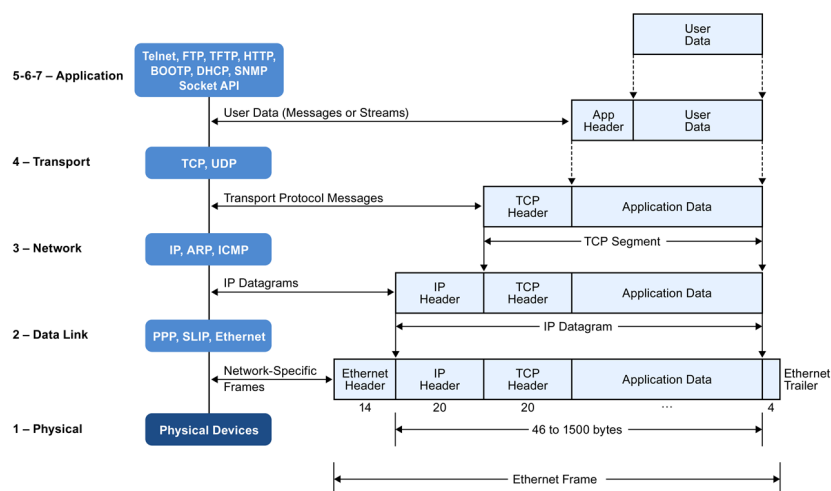 User
Data
Telnet, FTP, TFTP, HTTP,
BOOTP, DHCP, SNMP
Socket API
5-6-7 – Application
User Data (Messages or Streams)
App
Header
User
Data
4 – Transport
TCP, UDP
Transport Protocol Messages
TCP
Header
Application Data
3 – Network
IP, ARP, ICMP
TCP Segment
IP Datagrams
IP
Header
TCP
Header
Application Data
2 – Data Link
PPP, SLIP, Ethernet
IP Datagram
Network-Specific
Frames
Ethernet
Header
IP
Header
TCP
Header
Application Data
Ethernet
Trailer
14
20
20
...
4
1 – Physical
Physical Devices
46 to 1500 bytes
Ethernet Frame